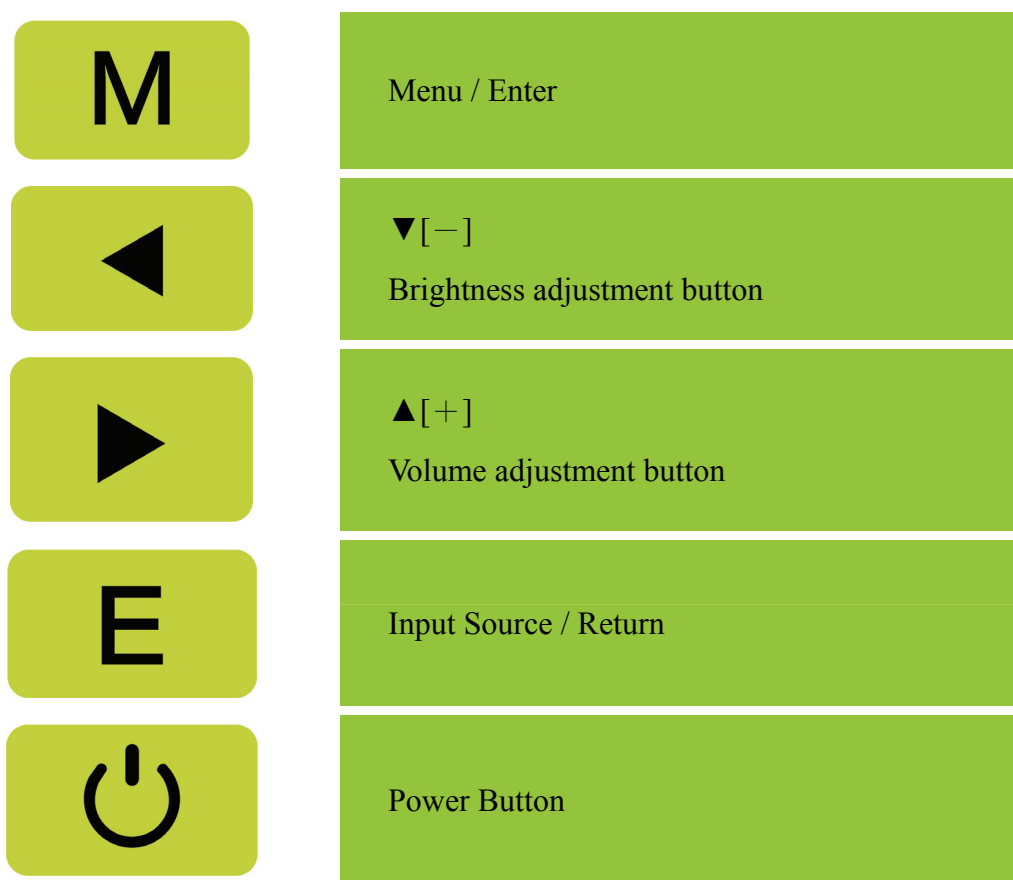 M
Menu / Enter
▼[－]
Brightness adjustment button
▲[＋]
Volume adjustment button
E
Input Source / Return
Power Button